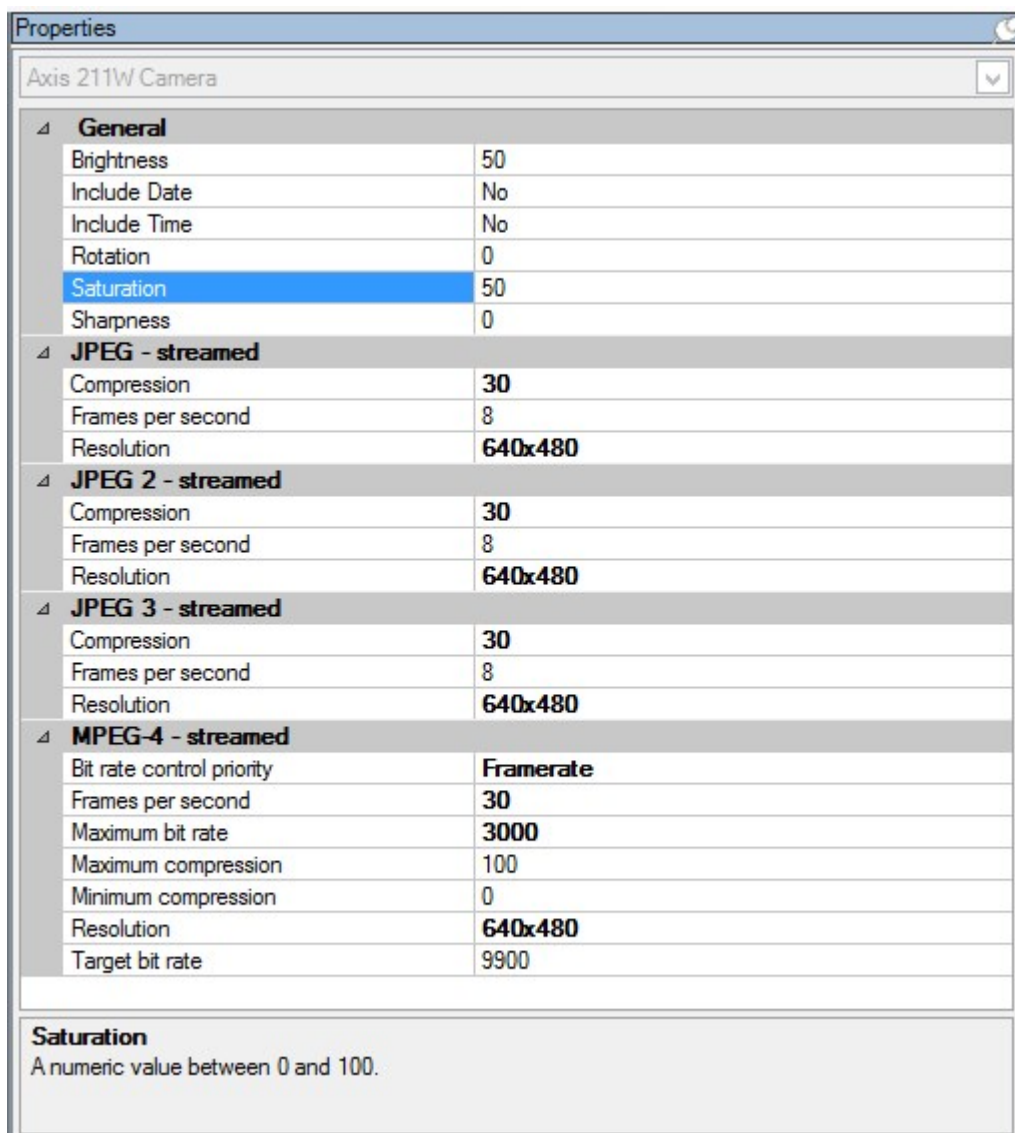 Properties
Axis 211W Camera
General
Brightness 50
Include Date No
Include Time No
Rotation 0
Saturation 50
Sharpness 0
JPEG - streamed
Compression 30
Frames per second 8
Resolution 640x480
JPEG 2 - streamed
Compression 30
Frames per second 8
Resolution 640x480
JPEG 3 - streamed
Compression 30
Frames per second 8
Resolution 640x480
MPEG-4 - streamed
Bit rate control priority Framerate
Frames per second 30
Maximum bit rate 3000
Maximum compression 100
Minimum compression 0
Resolution 640x480
Target bit rate 9900
Saturation
A numeric value between 0 and 100.